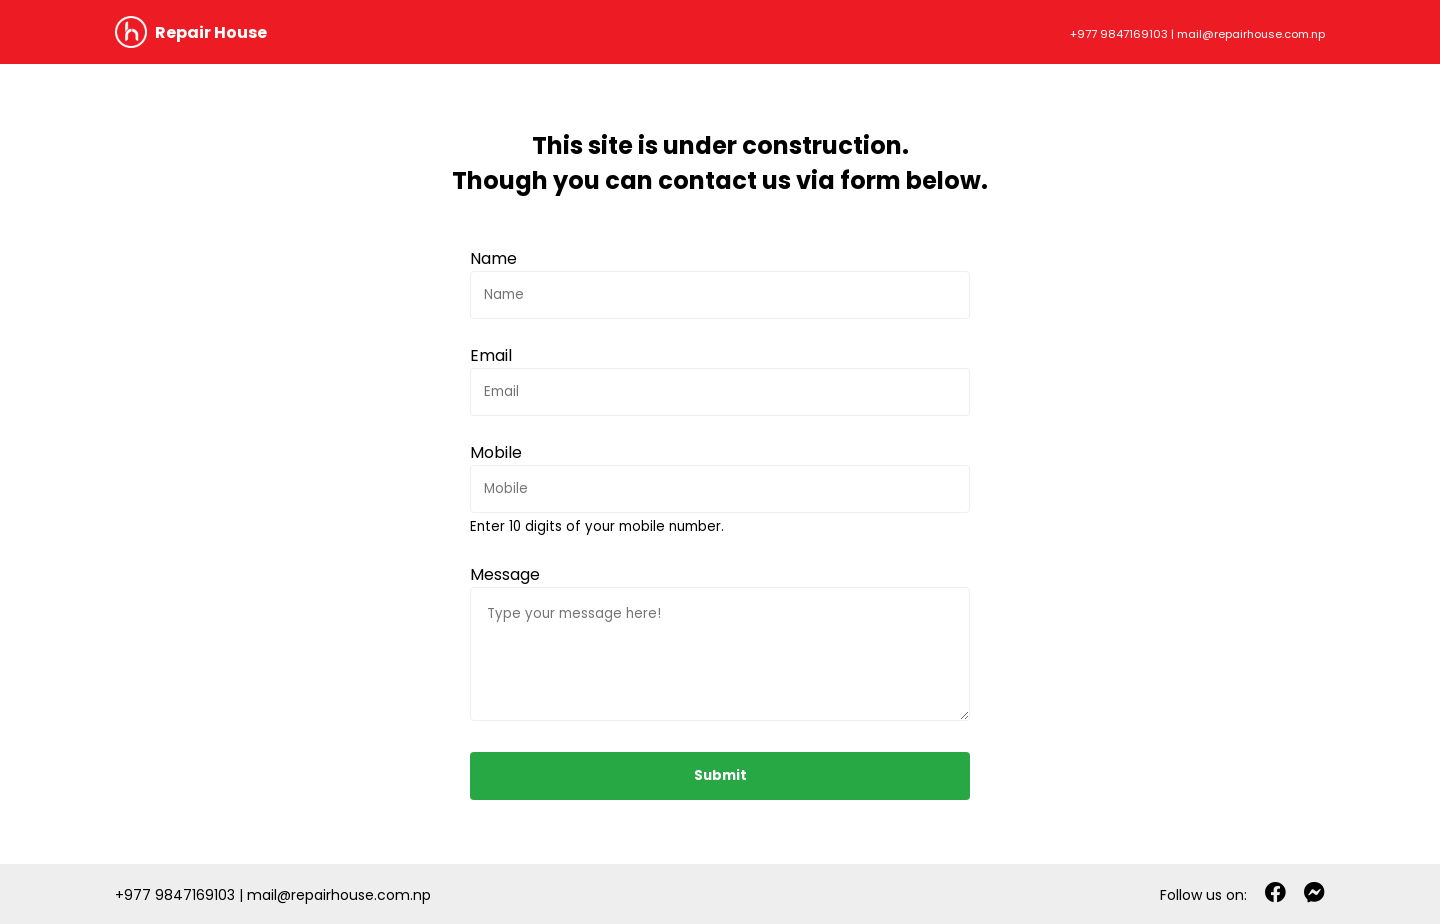 Repair House
+977 9847169103 | mail@repairhouse.com.np
This site is under construction.
Though you can contact us via form below.
Name
Name
Email
Email
Mobile
Mobile
Enter 10 digits of your mobile number.
Message
Type your message here!
Submit
+977 9847169103 | mail@repairhouse.com.np
Follow us on: